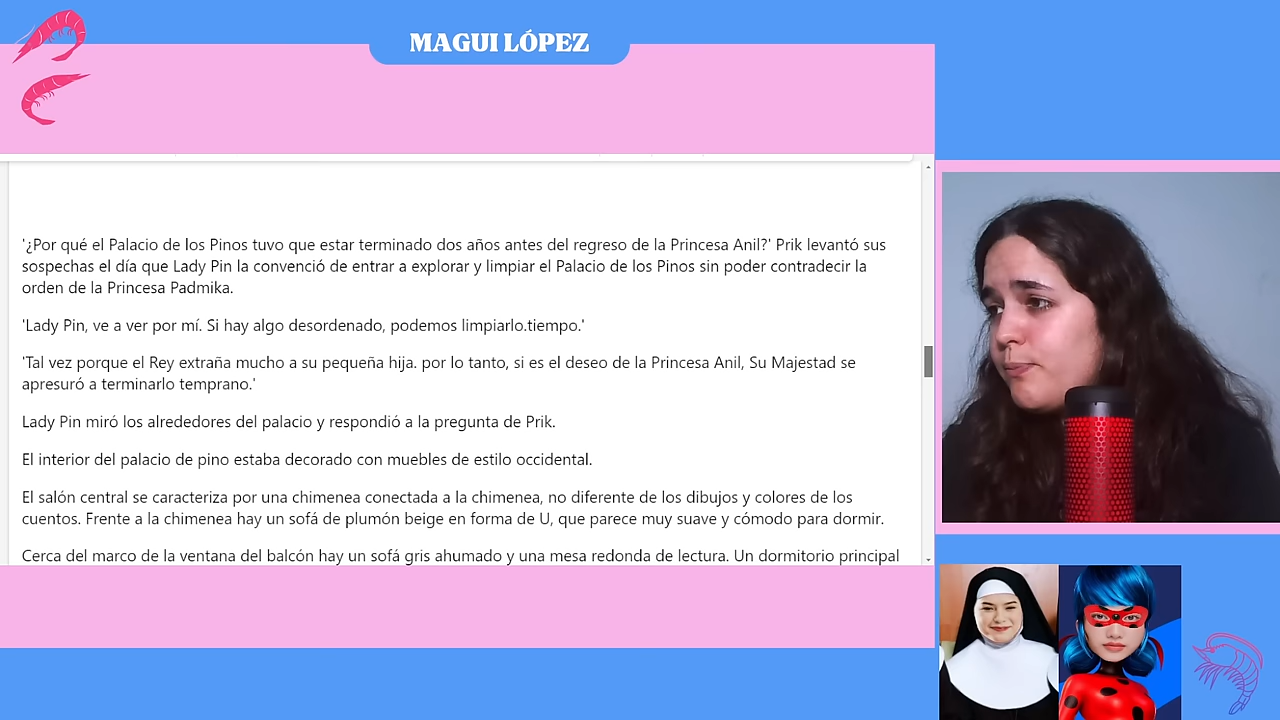 MAGUI LÓPEZ
'¿Por qué el Palacio de los Pinos tuvo que estar terminado dos años antes del regreso de la Princesa Anil?' Prik levantó sus
sospechas el día que Lady Pin la convenció de entrar a explorar y limpiar el Palacio de los Pinos sin poder contradecir la
orden de la Princesa Padmika.
'Lady Pin, ve a ver por mí. Si hay algo desordenado, podemos limpiarlo.tiempo.'
'Tal vez porque el Rey extraña mucho a su pequeña hija. por lo tanto, si es el deseo de la Princesa Anil, Su Majestad se
apresuró a terminarlo temprano.'
Lady Pin miró los alrededores del palacio y respondió a la pregunta de Prik.
El interior del palacio de pino estaba decorado con muebles de estilo occidental.
El salón central se caracteriza por una chimenea conectada a la chimenea, no diferente de los dibujos y colores de los
cuentos. Frente a la chimenea hay un sofá de plumón beige en forma de U, que parece muy suave y cómodo para dormir.
Cerca del marco de la ventana del balcón hay un sofá gris ahumado y una mesa redonda de lectura. Un dormitorio principal